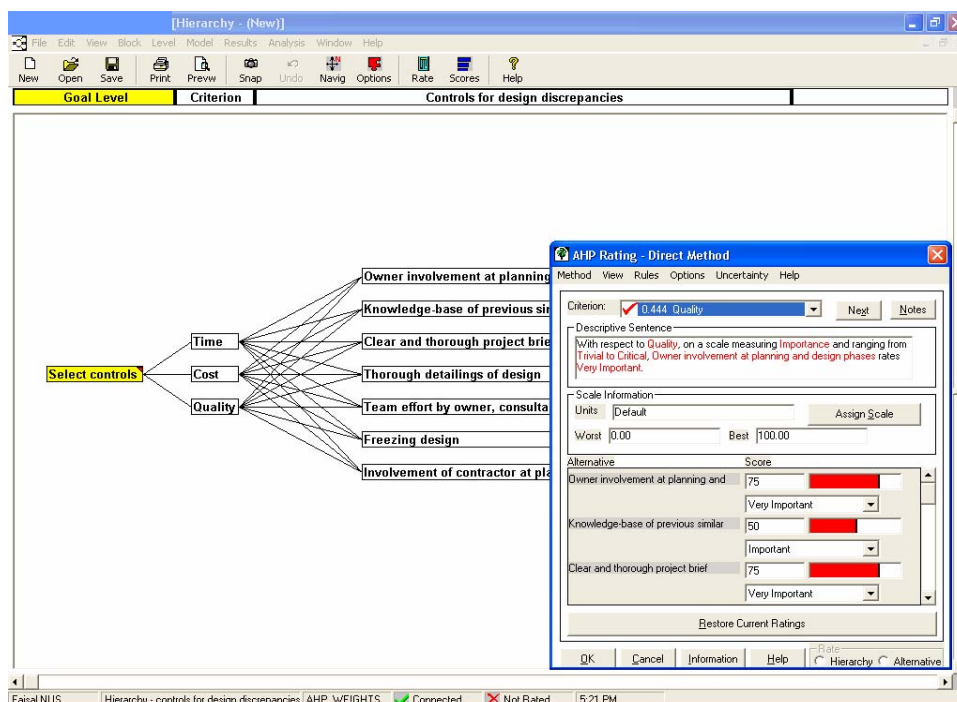 [Hierarchy - (New)]
File Edit View Block Level Model Results Analysis Window Help
New Open Save Print Prevw Snap Undo Navig Options Rate Scores Help
Goal Level Criterion Controls for design discrepancies
Owner involvement at planning
Knowledge-base of previous sin
Time Clear and thorough project brie
Select controls Cost Thorough detailings of design
Quality Team effort by owner, consulta
Freezing design
Involvement of contractor at pla
AHP Rating - Direct Method
Method View Rules Options Uncertainty Help
Criterion: 0.444 Quality Next Notes
Descriptive Sentence
With respect to Quality, on a scale measuring Importance and ranging from
Trivial to Critical, Owner involvement at planning and design phases rates
Very Important.
Scale Information
Units Default Assign Scale
Worst 0.00 Best 100.00
Alternative Score
Owner involvement at planning and 75
Very Important
Knowledge-base of previous similar 50
Important
Clear and thorough project brief 75
Very Important
Restore Current Ratings
Rate
OK Cancel Information Help Hierarchy Alternative
Faisal NUS Hierarchy - controls for design discrepancies AHP WEIGHTS Connected Not Rated 5:21 PM